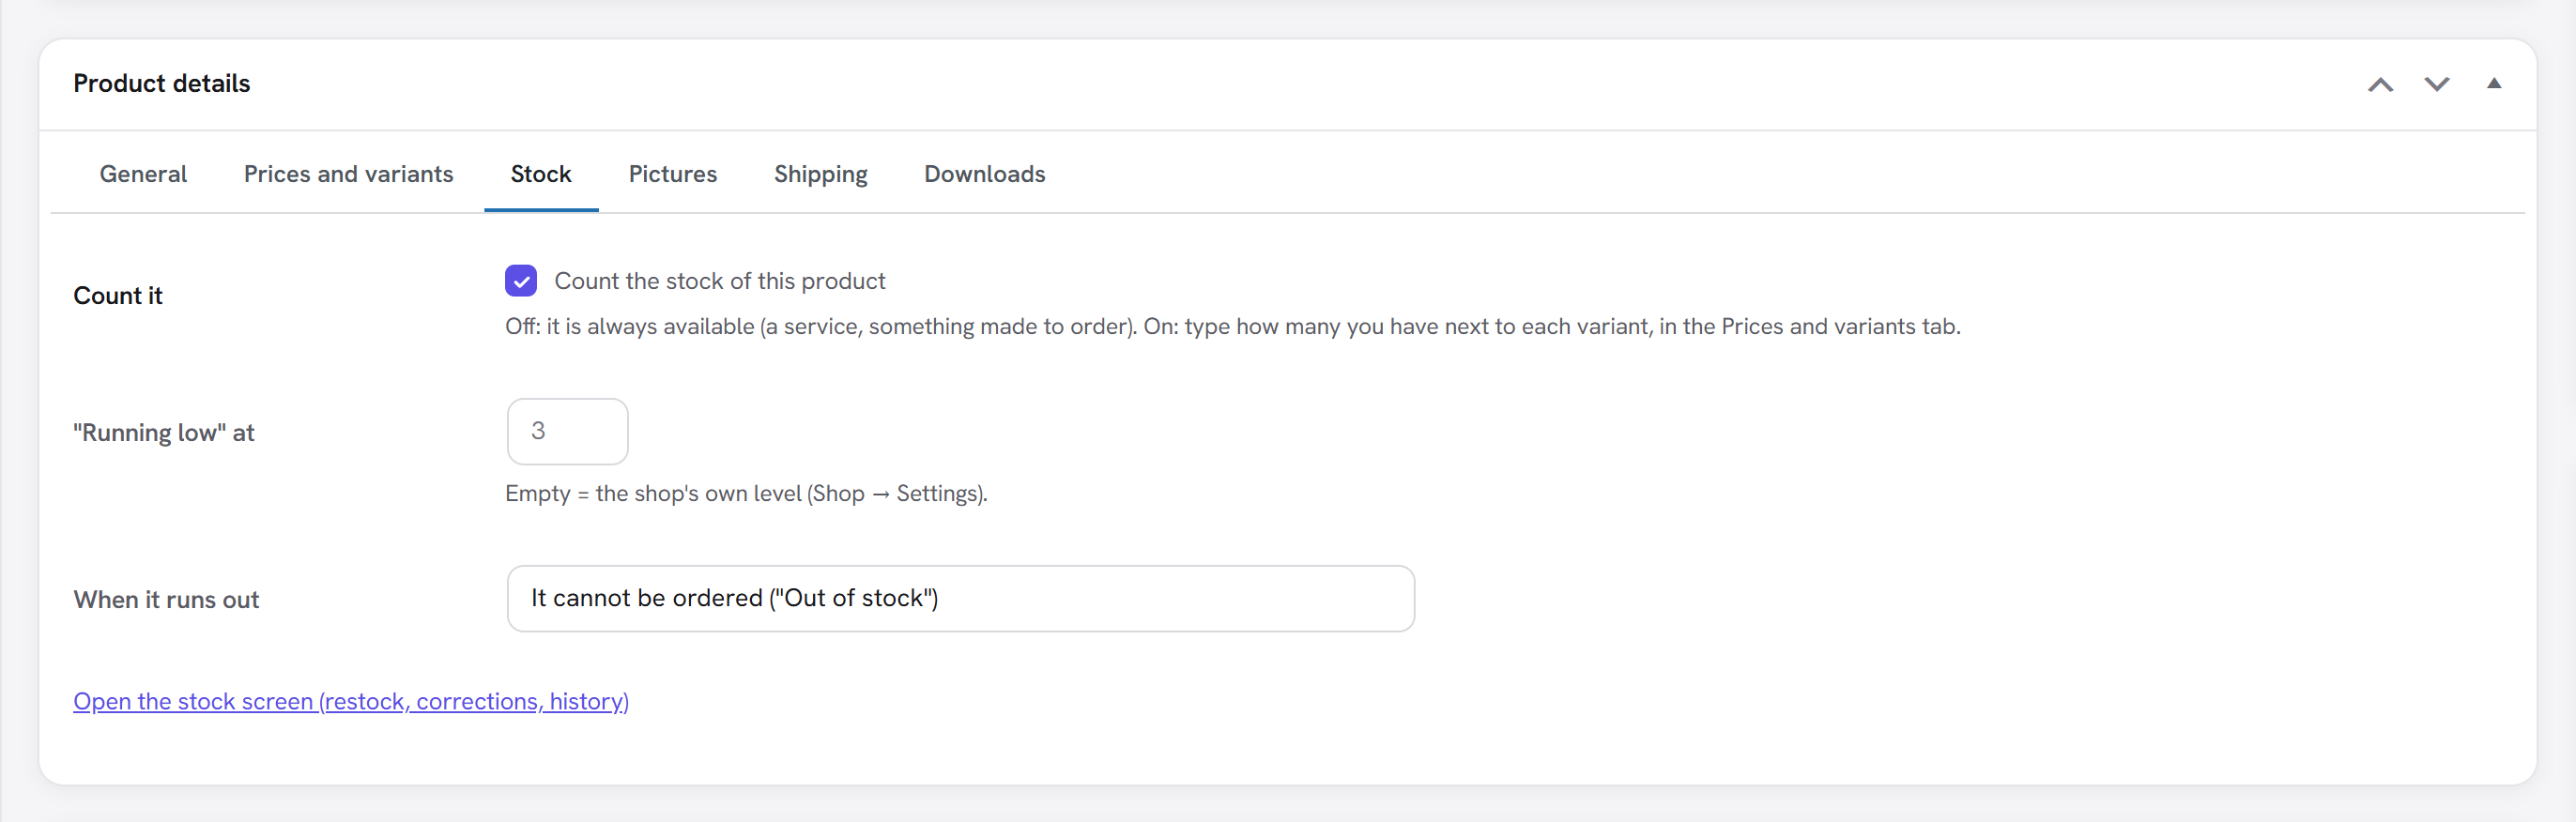 Product details
General Prices and variants Stock Pictures Shipping Downloads
Count it
Count the stock of this product
Off: it is always available (a service, something made to order). On: type how many you have next to each variant, in the Prices and variants tab.
"Running low" at
3
Empty = the shop's own level (Shop → Settings).
When it runs out
It cannot be ordered ("Out of stock")
Open the stock screen (restock, corrections, history)